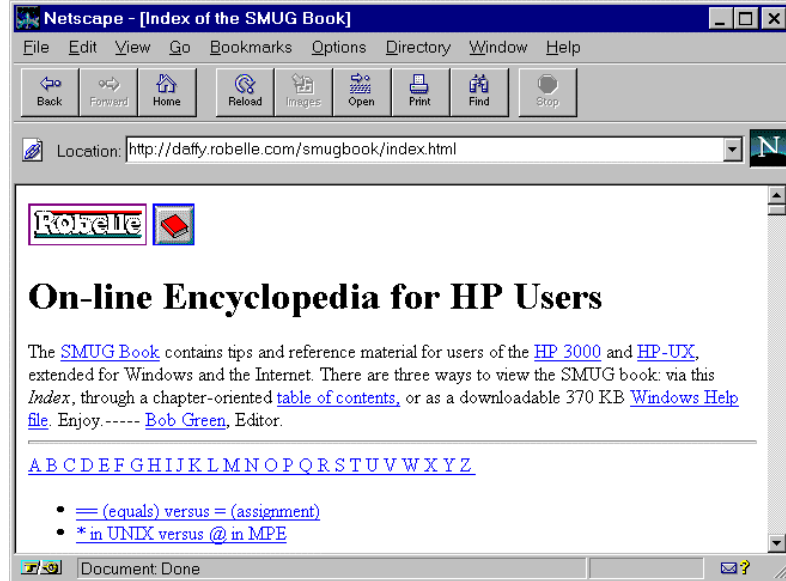 Netscape - [Index of the SMUG Book]
File Edit View Go Bookmarks Options Directory Window Help
Back Forward Home Reload Images Open Print Find Stop
Location: http://daffy.robelle.com/smugbook/index.html
N
Robelle
On-line Encyclopedia for HP Users
The SMUG Book contains tips and reference material for users of the HP 3000 and HP-UX,
extended for Windows and the Internet. There are three ways to view the SMUG book: via this
Index, through a chapter-oriented table of contents, or as a downloadable 370 KB Windows Help
file. Enjoy.----- Bob Green, Editor.
A B C D E F G H I J K L M N O P Q R S T U V W X Y Z
• == (equals) versus = (assignment)
• * in UNIX versus @ in MPE
Document: Done
?